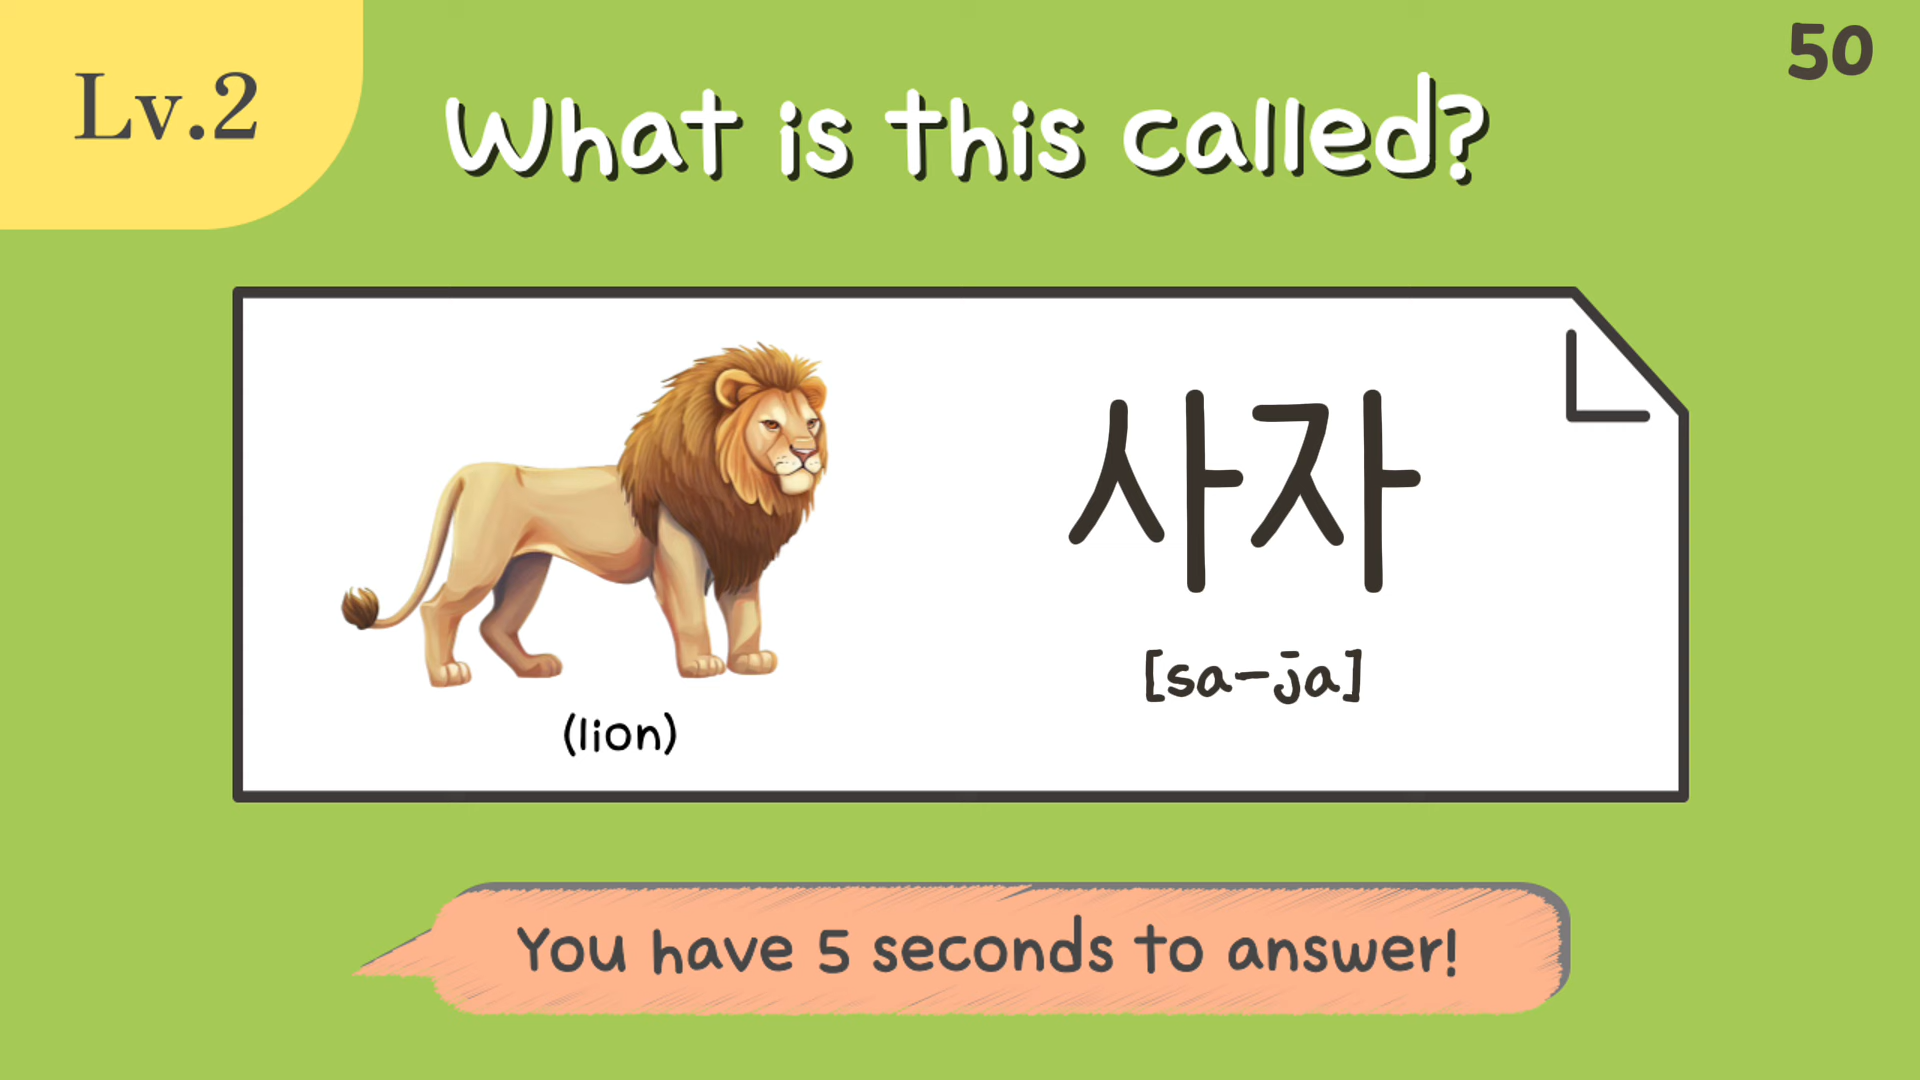 Lv.2
50
What is this called?
사자
[sa-ja]
(lion)
You have 5 seconds to answer!